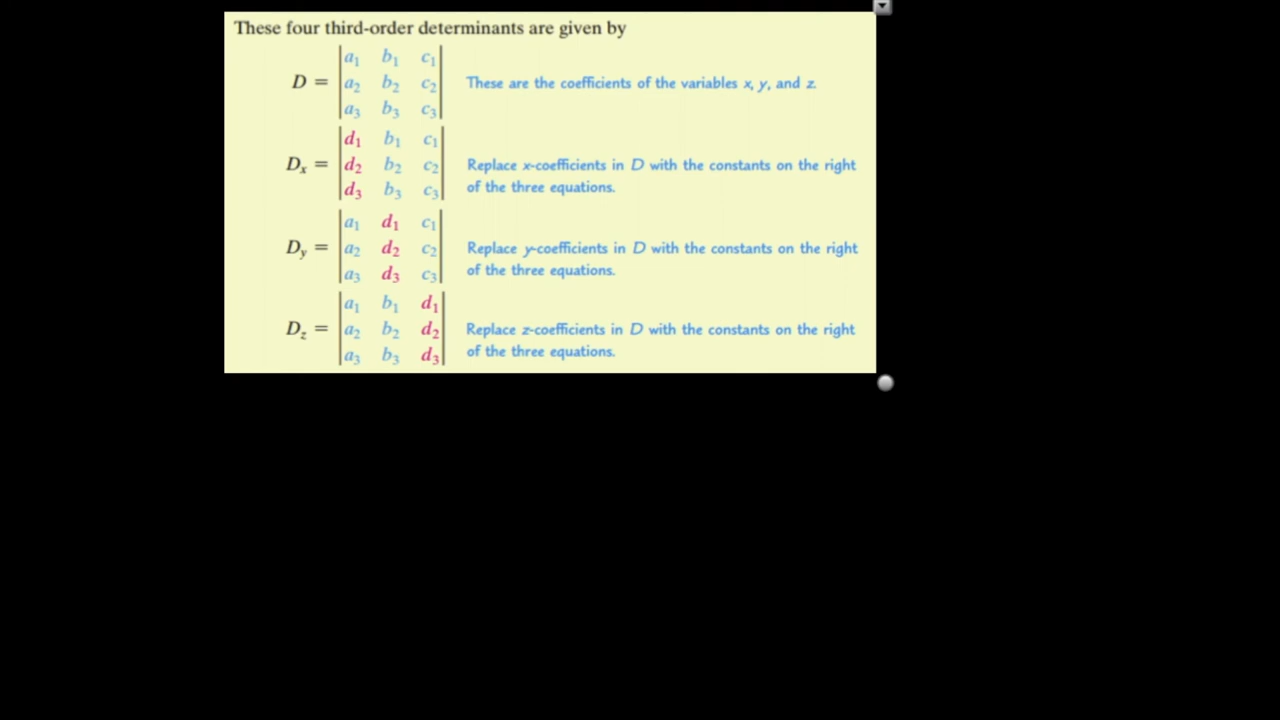 These four third-order determinants are given by
a₁ b₁ c₁
D = a₂ b₂ c₂ These are the coefficients of the variables x, y, and z.
a₃ b₃ c₃
d₁ b₁ c₁
Dₓ = d₂ b₂ c₂ Replace x-coefficients in D with the constants on the right
d₃ b₃ c₃ of the three equations.
a₁ d₁ c₁
D_y = a₂ d₂ c₂ Replace y-coefficients in D with the constants on the right
a₃ d₃ c₃ of the three equations.
a₁ b₁ d₁
D_z = a₂ b₂ d₂ Replace z-coefficients in D with the constants on the right
a₃ b₃ d₃ of the three equations.